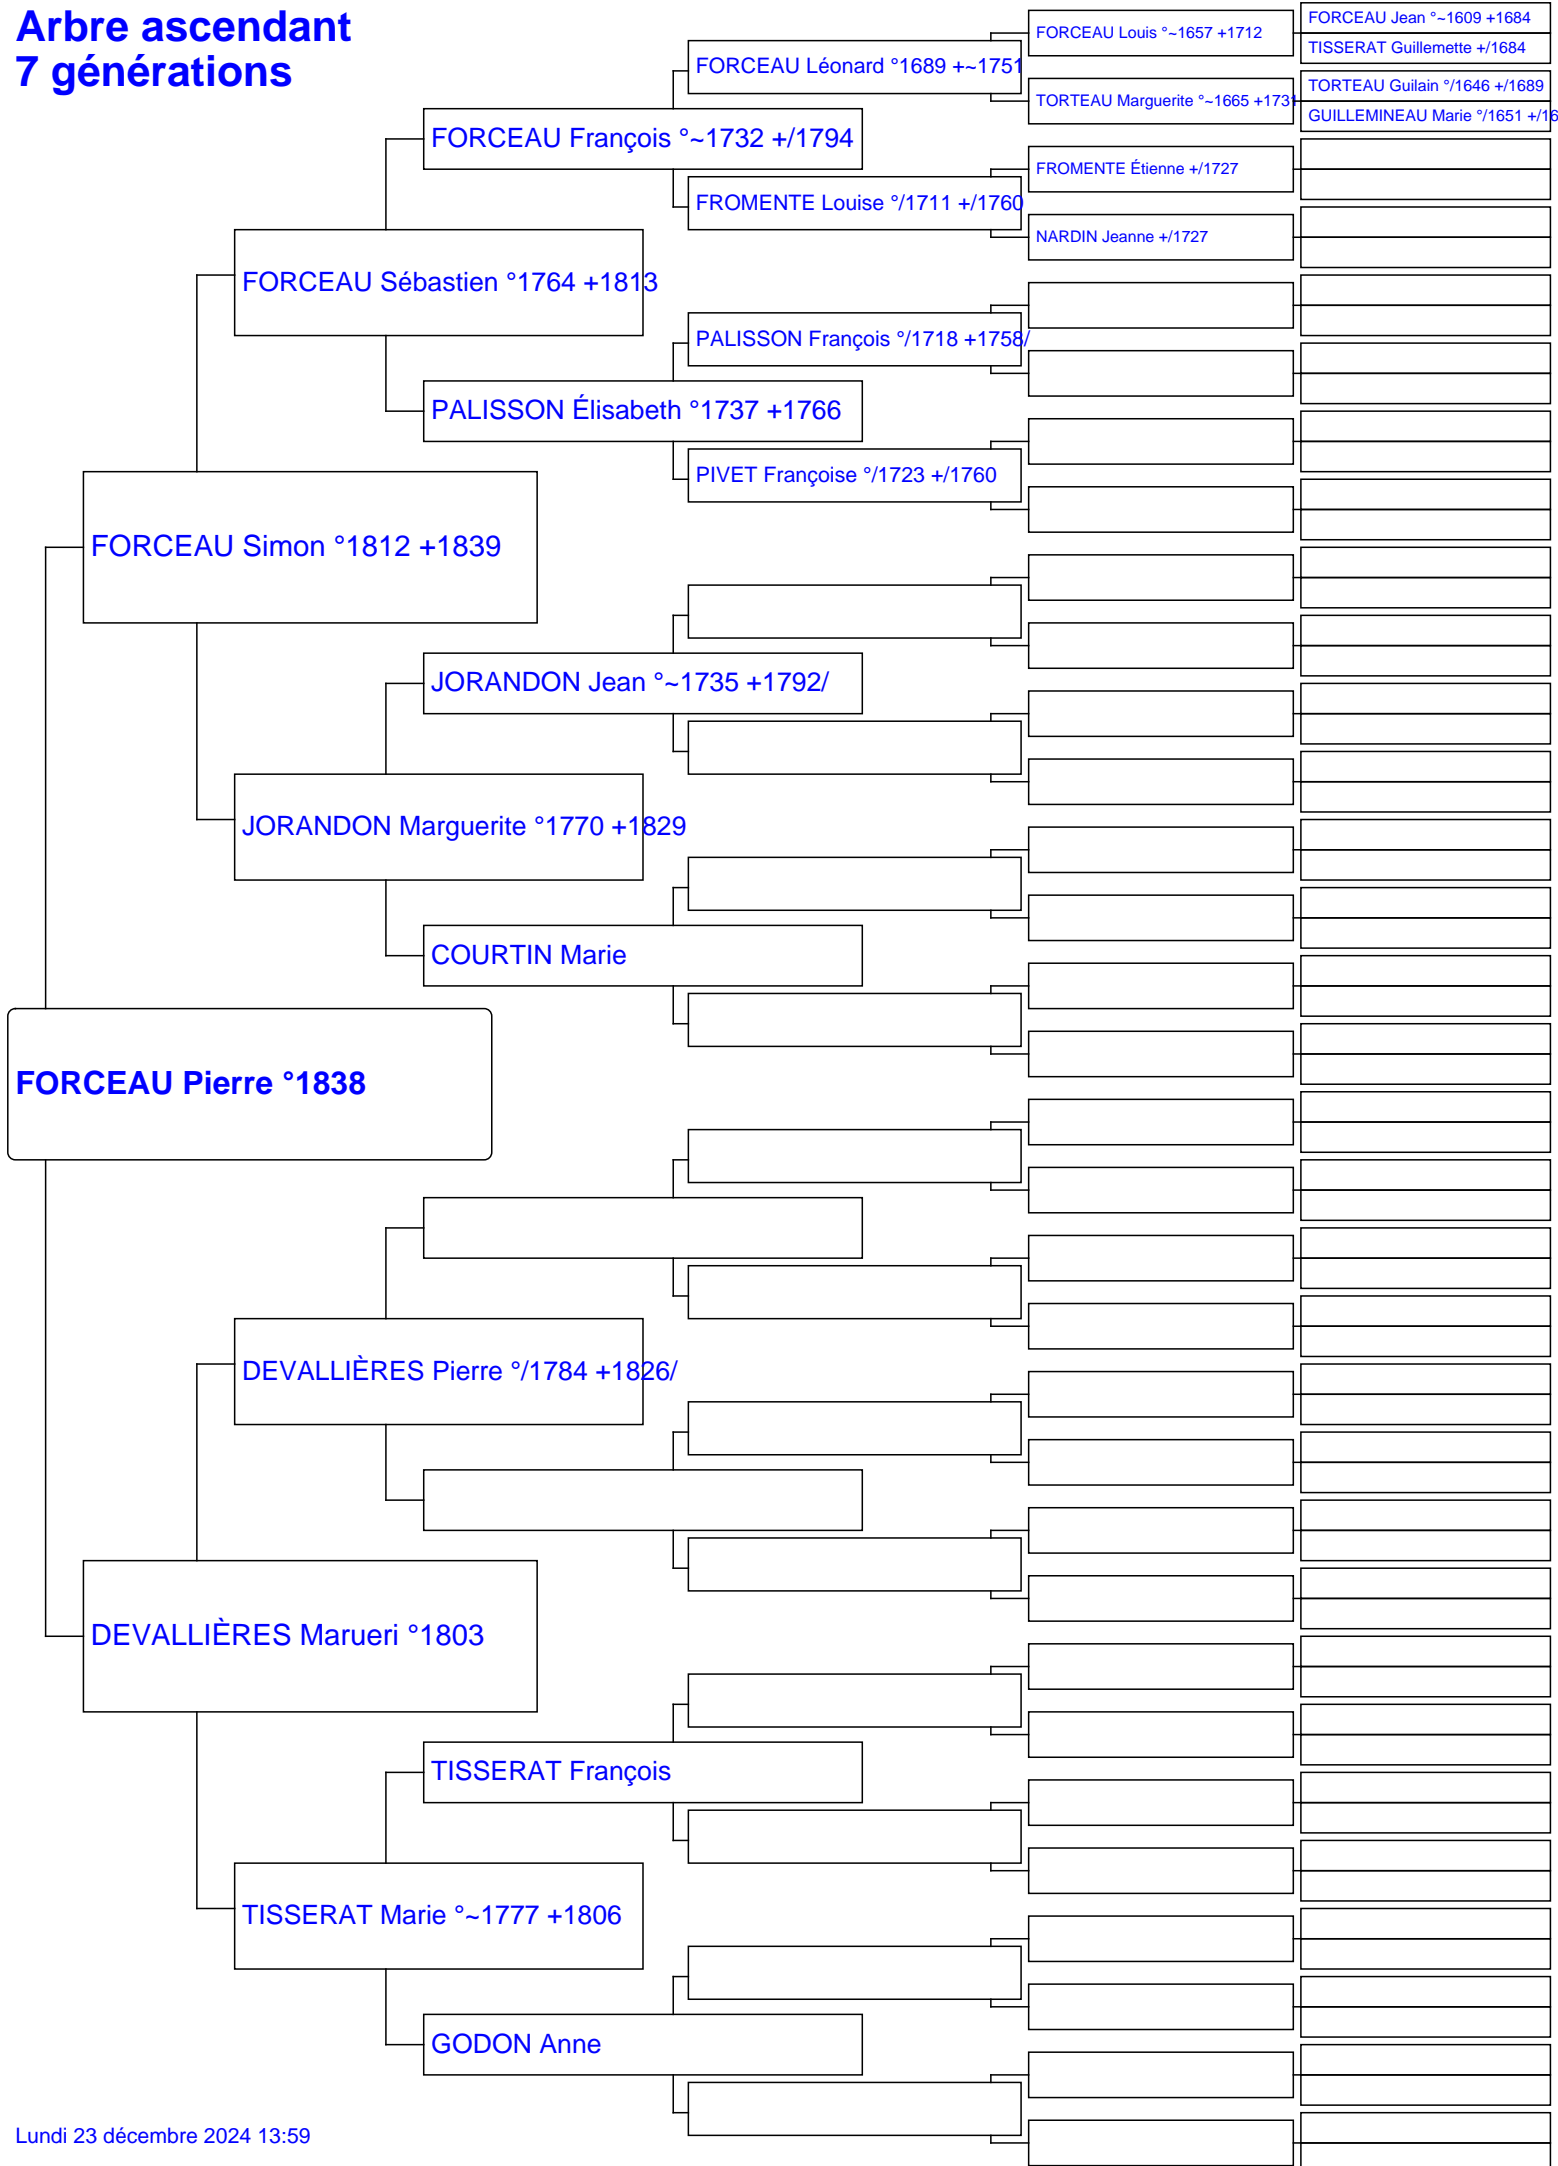 Arbre ascendant
7 générations
FORCEAU Jean °~1609 +1684
FORCEAU Louis °~1657 +1712
TISSERAT Guillemette +/1684
FORCEAU Léonard °1689 +~1751
TORTEAU Guilain °/1646 +/1689
TORTEAU Marguerite °~1665 +1731
GUILLEMINEAU Marie °/1651 +/16
FORCEAU François °~1732 +/1794
FROMENTE Étienne +/1727
FROMENTE Louise °/1711 +/1760
NARDIN Jeanne +/1727
FORCEAU Sébastien °1764 +1813
PALISSON François °/1718 +1758/
PALISSON Élisabeth °1737 +1766
PIVET Françoise °/1723 +/1760
FORCEAU Simon °1812 +1839
JORANDON Jean °~1735 +1792/
JORANDON Marguerite °1770 +1829
COURTIN Marie
FORCEAU Pierre °1838
DEVALLIÈRES Pierre °/1784 +1826/
DEVALLIÈRES Marueri °1803
TISSERAT François
TISSERAT Marie °~1777 +1806
GODON Anne
Lundi 23 décembre 2024 13:59